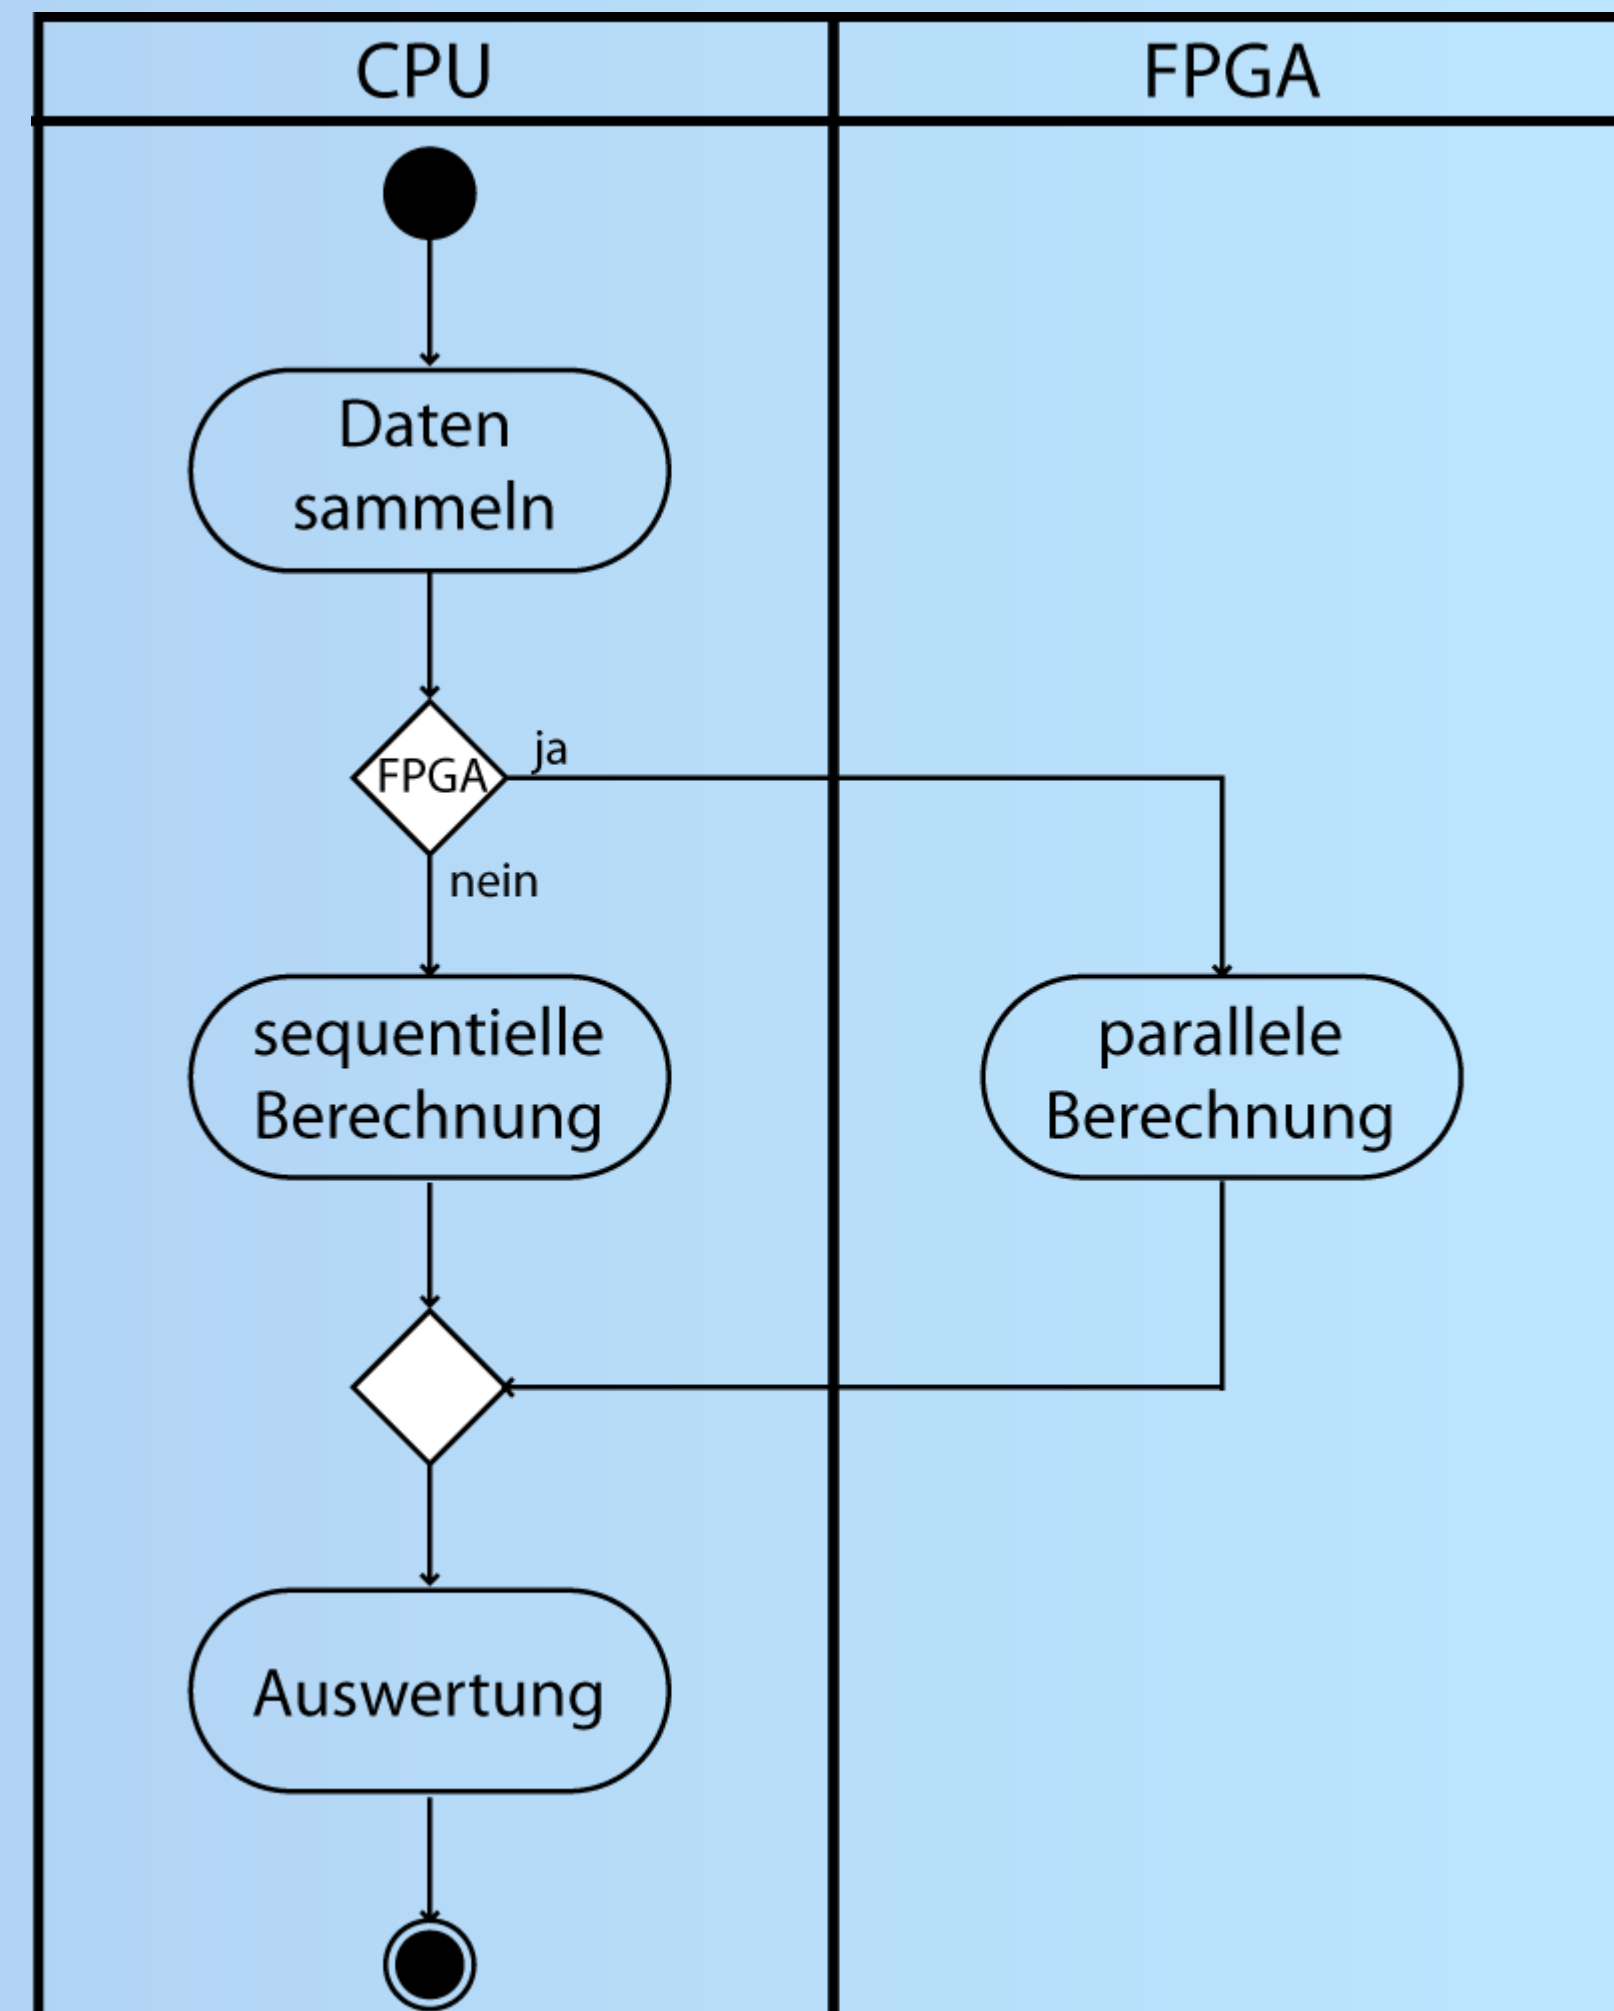 CPU
FPGA
Daten
sammeln
FPGA
ja
nein
sequentielle
Berechnung
parallele
Berechnung
Auswertung